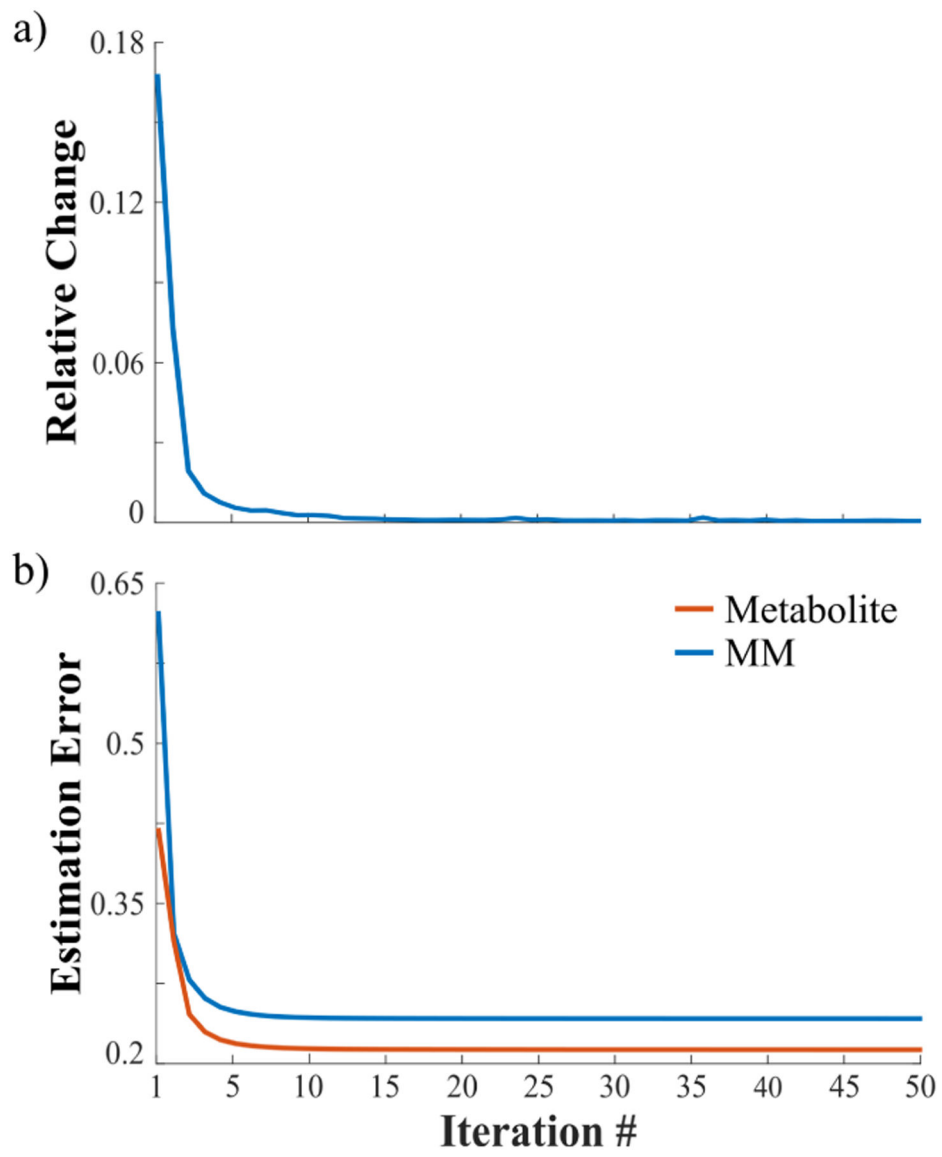 a)
0.18
0.12
0.06
0
Relative Change
b)
0.65
0.5
0.35
0.2
Estimation Error
Metabolite
MM
1 5 10 15 20 25 30 35 40 45 50
Iteration #